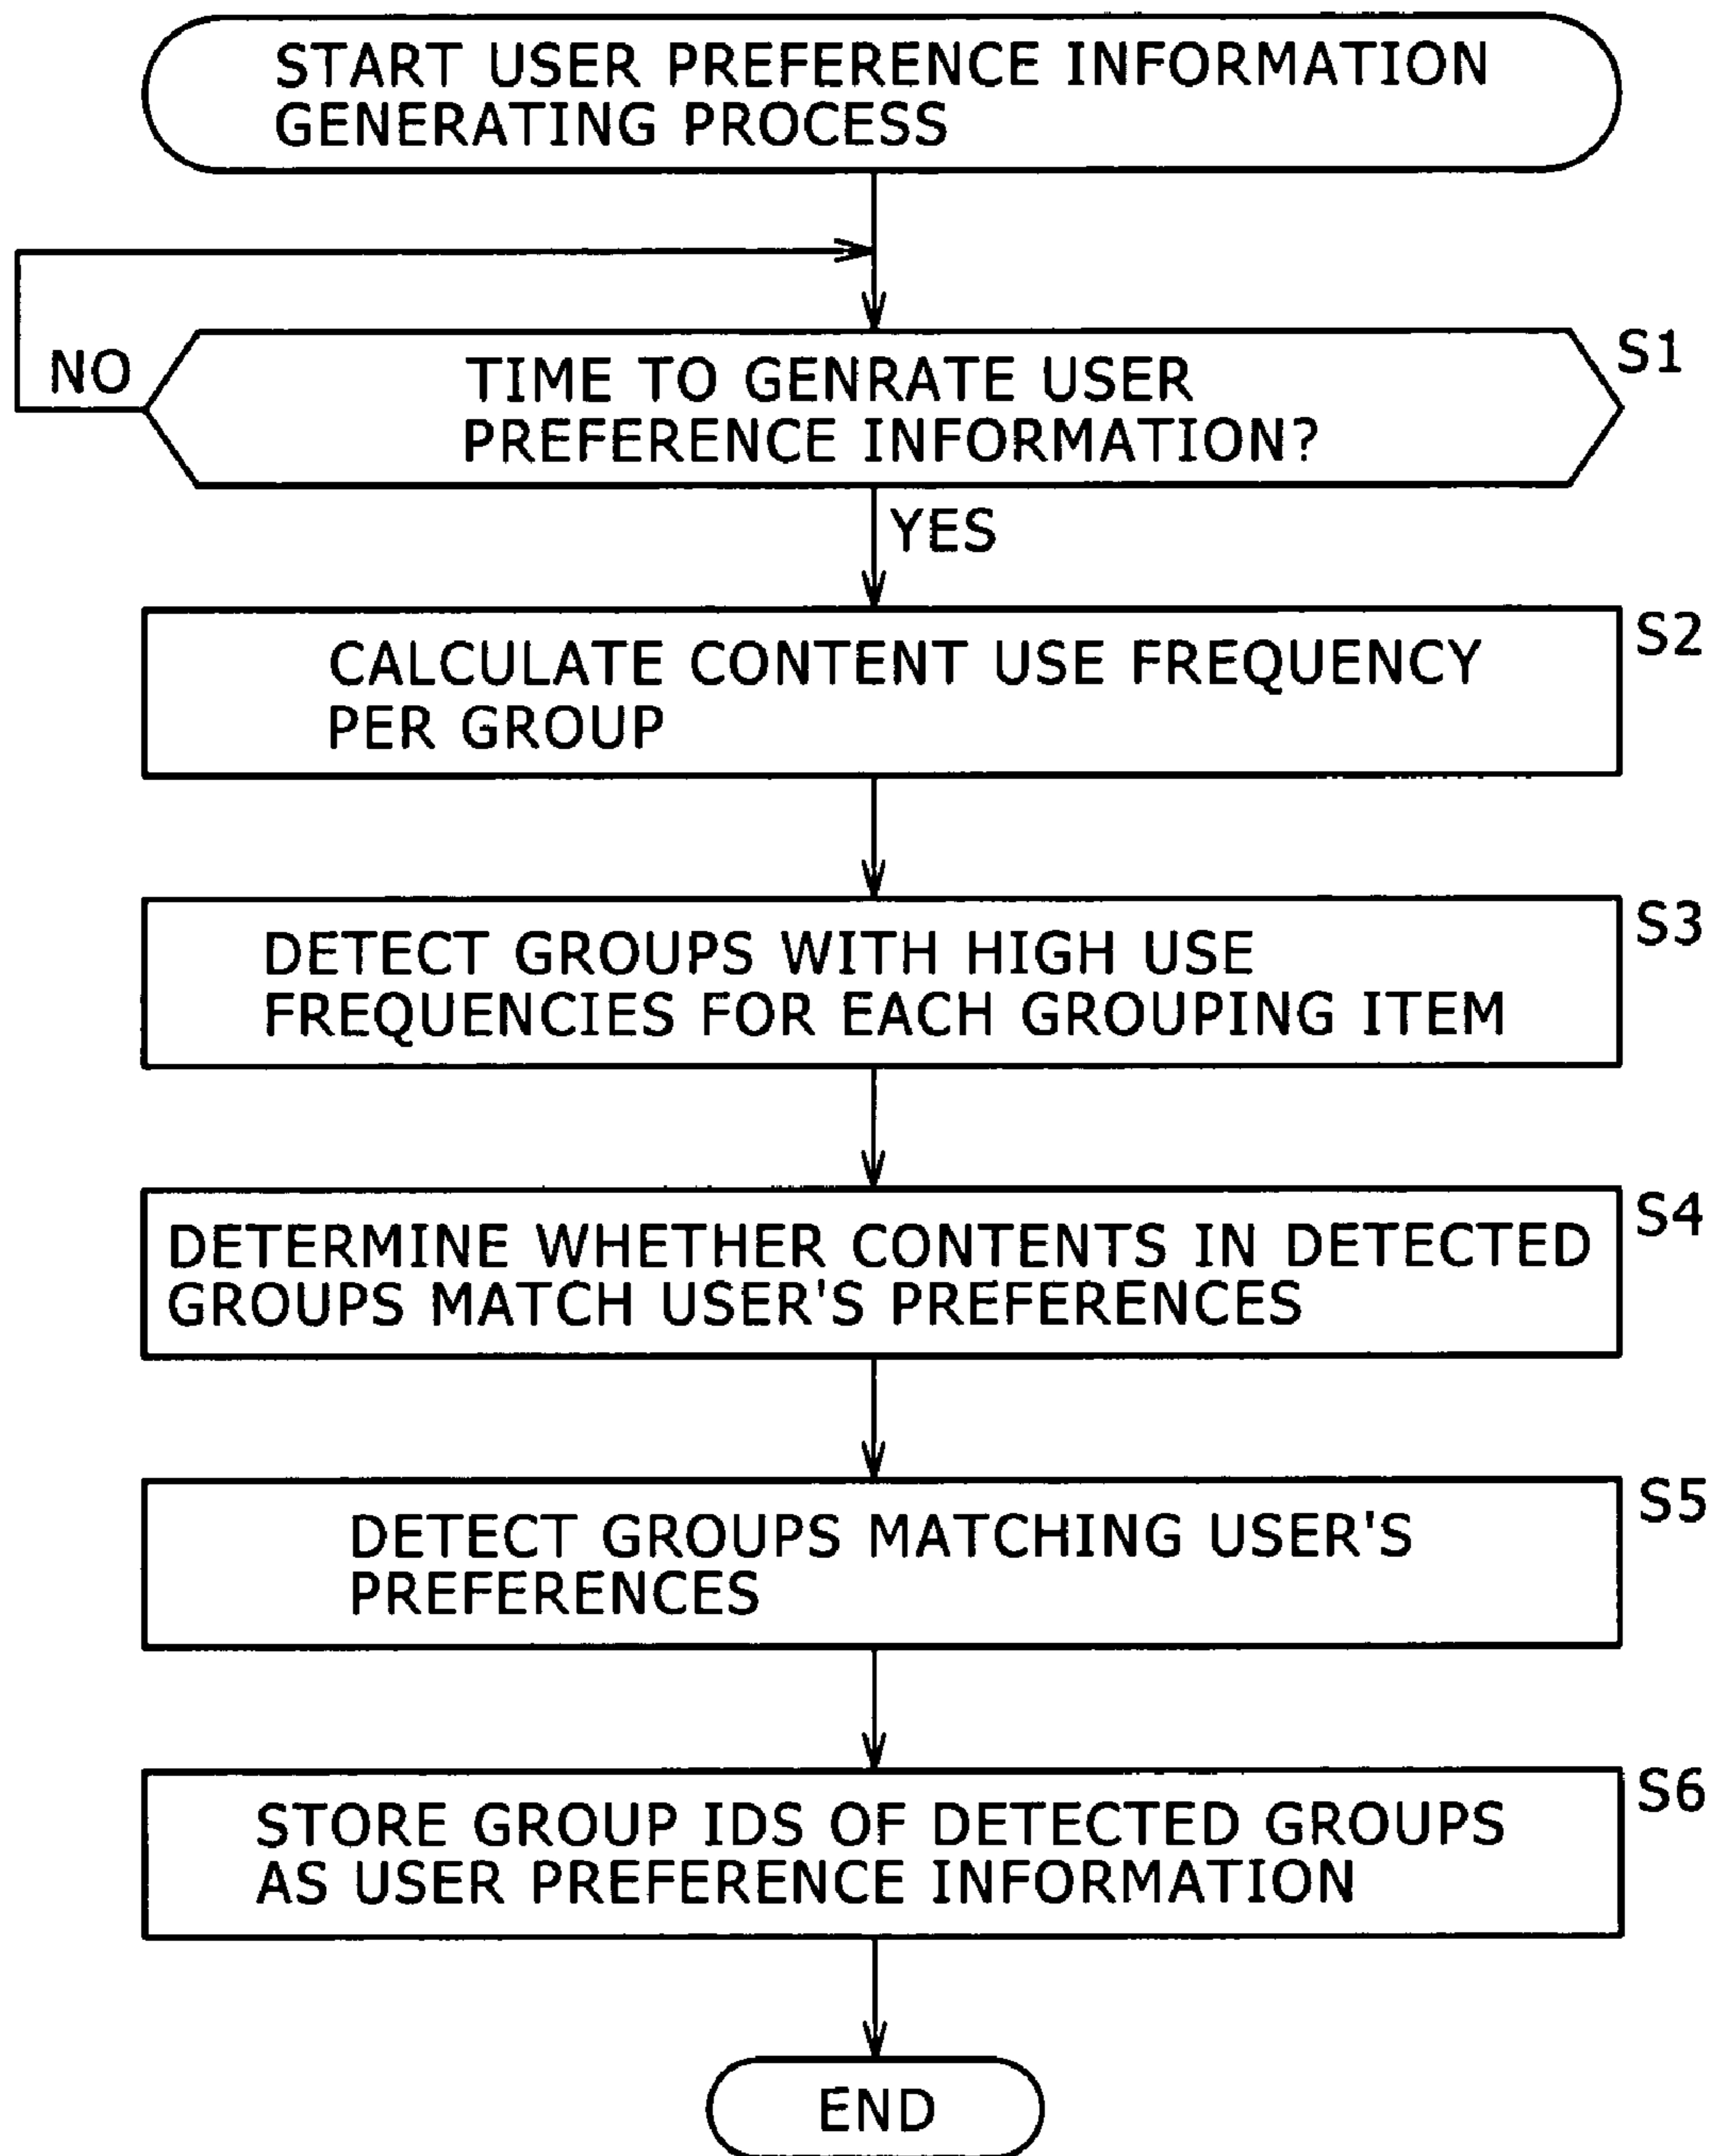 START USER PREFERENCE INFORMATION
GENERATING PROCESS
NO
TIME TO GENRATE USER
PREFERENCE INFORMATION?
S1
YES
CALCULATE CONTENT USE FREQUENCY
PER GROUP
S2
DETECT GROUPS WITH HIGH USE
FREQUENCIES FOR EACH GROUPING ITEM
S3
DETERMINE WHETHER CONTENTS IN DETECTED
GROUPS MATCH USER'S PREFERENCES
S4
DETECT GROUPS MATCHING USER'S
PREFERENCES
S5
STORE GROUP IDS OF DETECTED GROUPS
AS USER PREFERENCE INFORMATION
S6
END